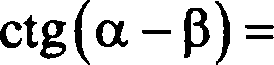 ctg(α − β) =